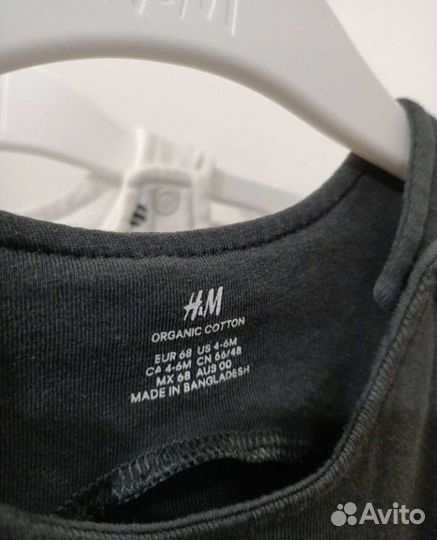 H&M
H&M
ORGANIC COTTON
EUR 68 US 4-6M
CA 4-6M CN 66/48
MX 68 AUS 00
MADE IN BANGLADESH
Avito